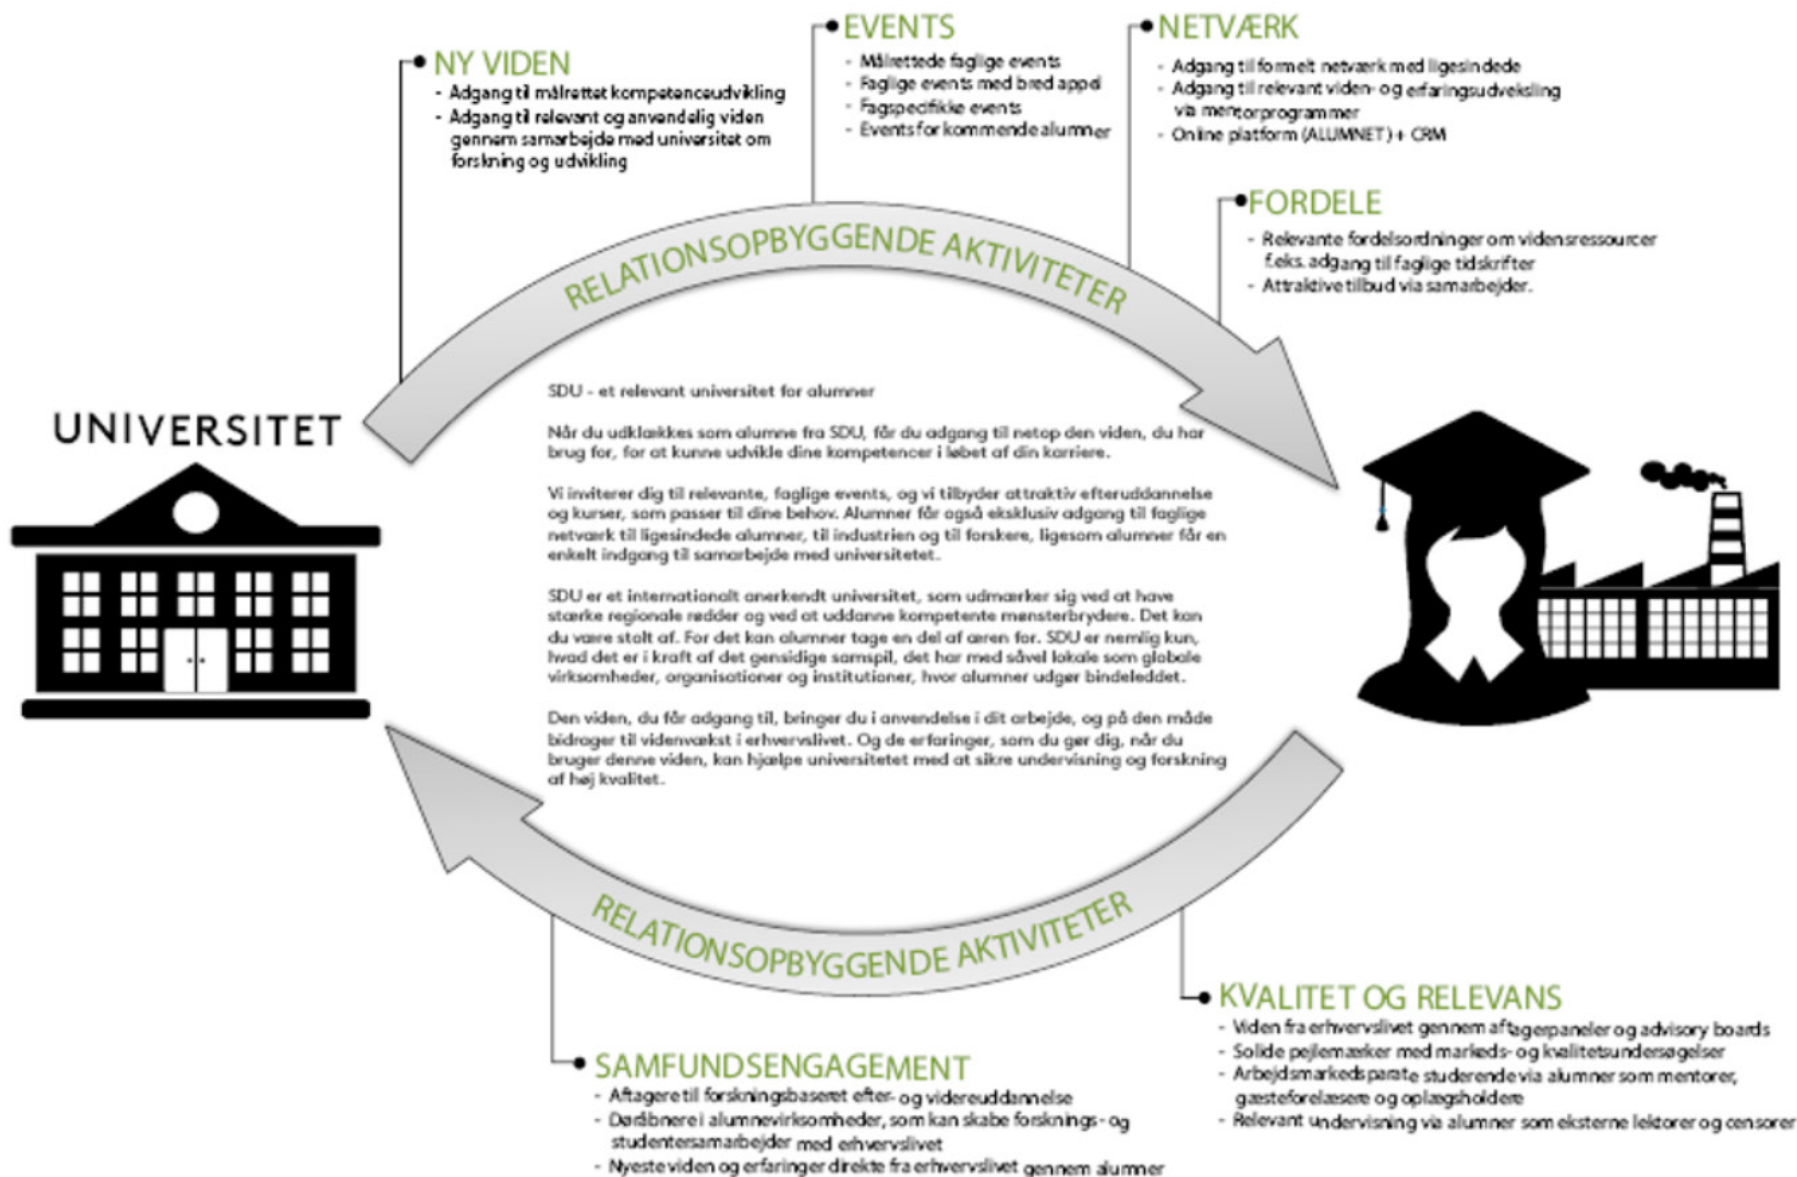 NY VIDEN
- Adgang til målrettet kompetenceudvikling
- Adgang til relevant og anvendelig viden
gennem samarbejde med universitet om
forskning og udvikling
EVENTS
- Målrettede faglige events
- Faglige events med bred appel
- Fagspecifikke events
- Events for kommende alumner
NETVÆRK
- Adgang til formelt netværk med ligesindede
- Adgang til relevant viden- og erfaringsudveksling
via mentorprogrammer
- Online platform (ALUMNET) + CRM
FORDELE
- Relevante fordelsordninger om vidensressourcer
f.eks. adgang til faglige tidskrifter
- Attraktive tilbud via samarbejder.
RELATIONSOPBYGGENDE AKTIVITETER
UNIVERSITET
SDU - et relevant universitet for alumner
Når du udklækkes som alumne fra SDU, får du adgang til netop den viden, du har
brug for, for at kunne udvikle dine kompetencer i løbet af din karriere.
Vi inviterer dig til relevante, faglige events, og vi tilbyder attraktiv efteruddannelse
og kurser, som passer til dine behov. Alumner får også eksklusiv adgang til faglige
netværk til ligesindede alumner, til industrien og til forskere, ligesom alumner får en
enkelt indgang til samarbejde med universitetet.
SDU er et internationalt anerkendt universitet, som udmærker sig ved at have
stærke regionale rødder og ved at uddanne kompetente mønsterbrydere. Det kan
du være stolt af. For det kan alumner tage en del af æren for. SDU er nemlig kun,
hvad det er i kraft af det gensidige samspil, det har med såvel lokale som globale
virksomheder, organisationer og institutioner, hvor alumner udgør bindeleddet.
Den viden, du får adgang til, bringer du i anvendelse i dit arbejde, og på den måde
bidrager til videnvækst i erhvervslivet. Og de erfaringer, som du gør dig, når du
bruger denne viden, kan hjælpe universitetet med at sikre undervisning og forskning
af høj kvalitet.
RELATIONSOPBYGGENDE AKTIVITETER
KVALITET OG RELEVANS
- Viden fra erhvervslivet gennem aftagerpaneler og advisory boards
- Solide pejlemærker med markeds- og kvalitetsundersøgelser
- Arbejdsmarkedsparate studerende via alumner som mentorer,
gæsteforelæsere og oplægsholdere
- Relevant undervisning via alumner som eksterne lektorer og censorer
SAMFUNDSENGAGEMENT
- Aftagere til forskningsbaseret efter- og videreuddannelse
- Døråbnere i alumnevirksomheder, som kan skabe forsknings- og
studentersamarbejder med erhvervslivet
- Nyeste viden og erfaringer direkte fra erhvervslivet gennem alumner